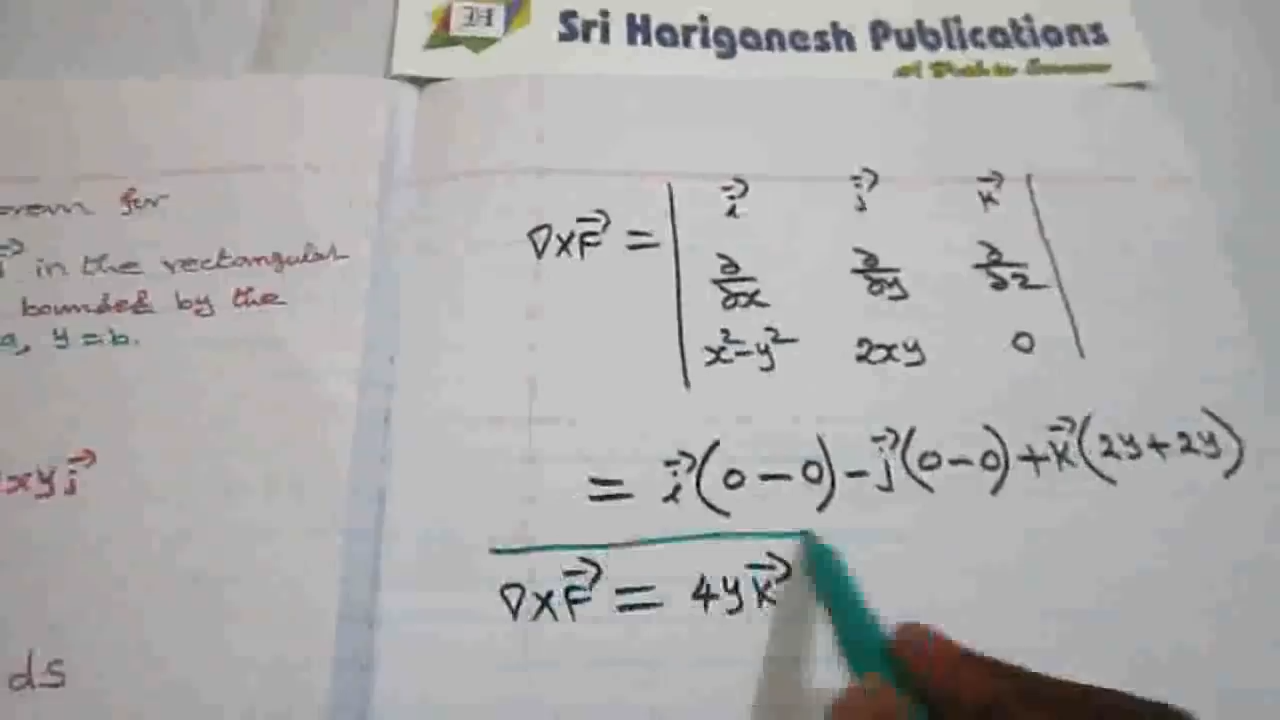 H
Sri Hariganesh Publications
for
i⃗ in the rectangular
bounded by the
a, y = b.
xy j⃗
ds
∇×F⃗ = | i⃗ j⃗ k⃗ |
∂/∂x ∂/∂y ∂/∂z
x²-y² 2xy 0
= i⃗(0-0)-j⃗(0-0)+k⃗(2y+2y)
∇×F⃗ = 4yk⃗